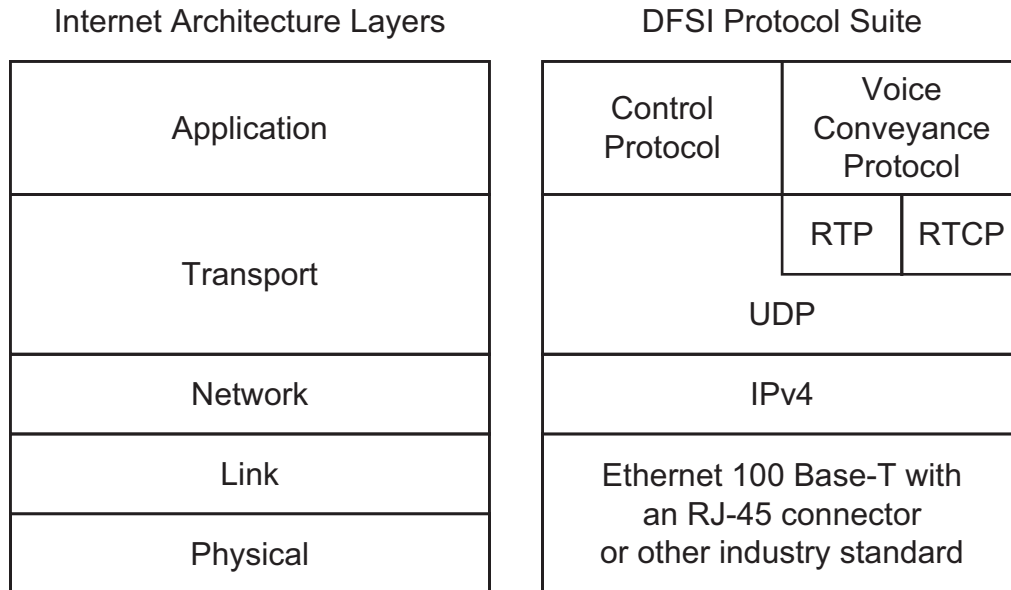 Internet Architecture Layers
Application
Transport
Network
Link
Physical
DFSI Protocol Suite
Control
Protocol
Voice
Conveyance
Protocol
RTP
RTCP
UDP
IPv4
Ethernet 100 Base-T with
an RJ-45 connector
or other industry standard